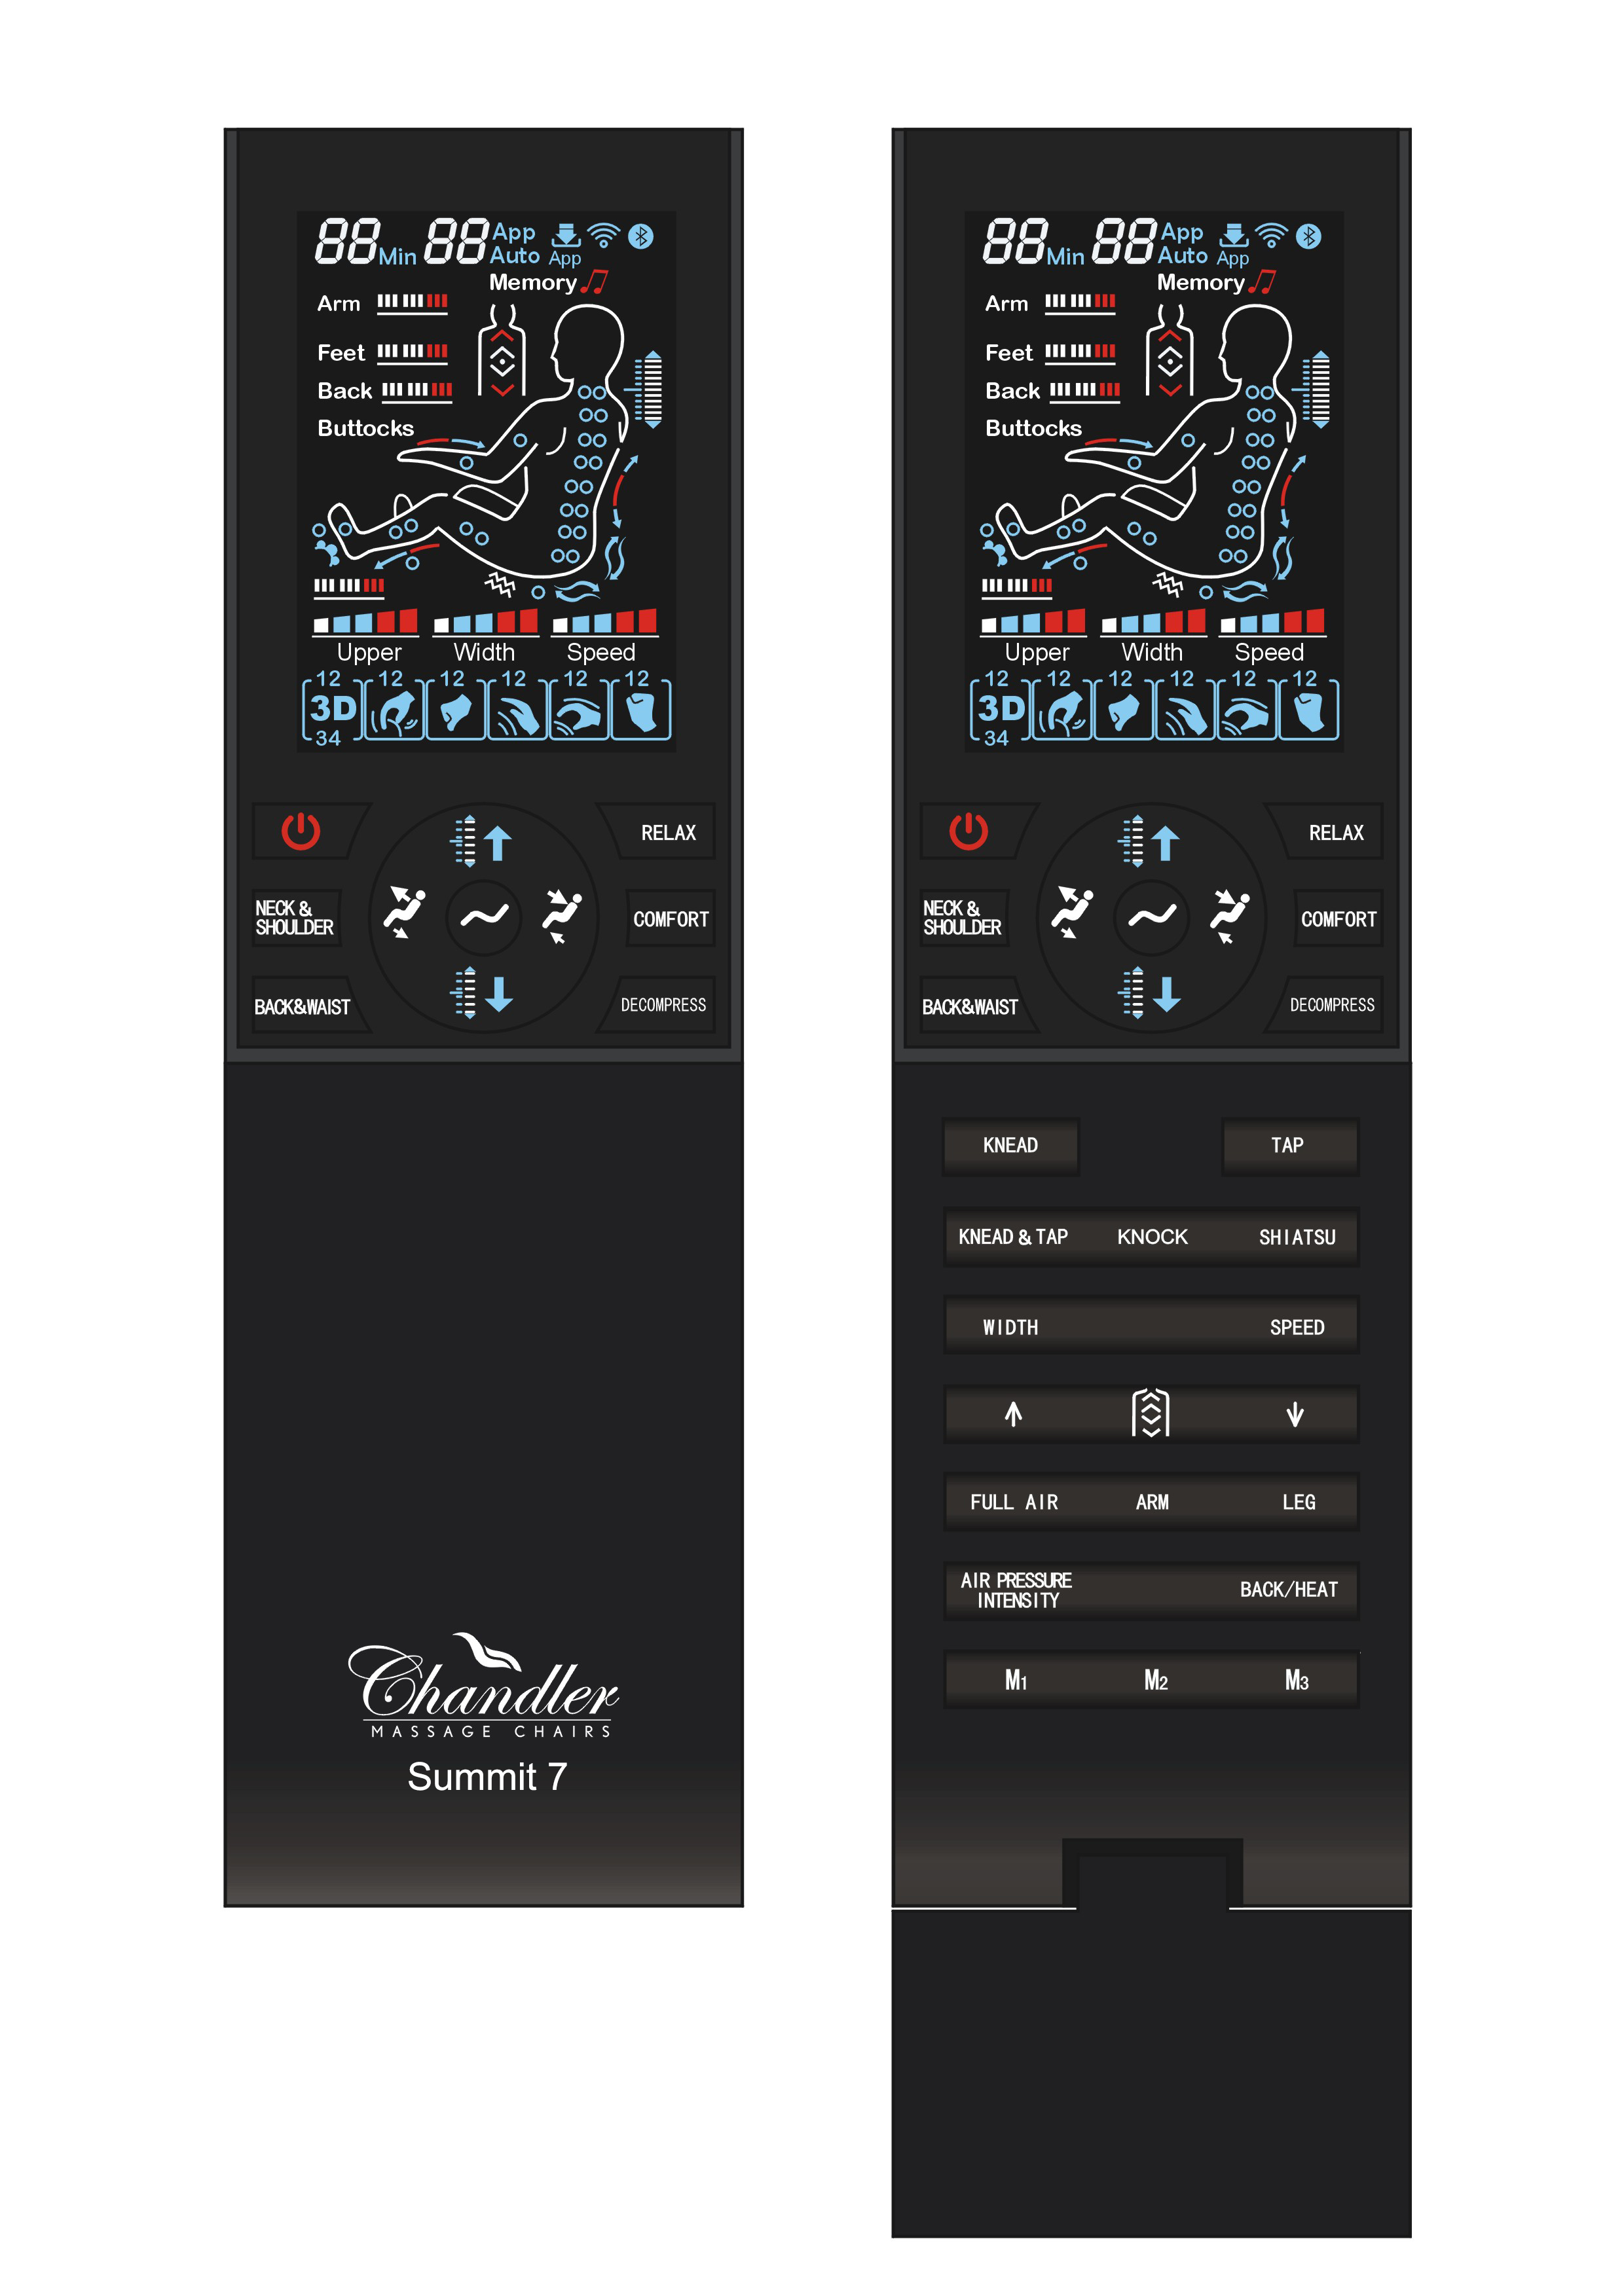 88 Min 88 App Auto App
Memory
Arm
Feet
Back
Buttocks
Upper Width Speed
12 12 12 12 12 12
3D
34
RELAX
NECK &
SHOULDER
COMFORT
BACK&WAIST
DECOMPRESS
Chandler
MASSAGE CHAIRS
Summit 7
88 Min 88 App Auto App
Memory
Arm
Feet
Back
Buttocks
Upper Width Speed
12 12 12 12 12 12
3D
34
RELAX
NECK &
SHOULDER
COMFORT
BACK&WAIST
DECOMPRESS
KNEAD TAP
KNEAD & TAP KNOCK SHIATSU
WIDTH SPEED
FULL AIR ARM LEG
AIR PRESSURE
INTENSITY
BACK/HEAT
M1 M2 M3